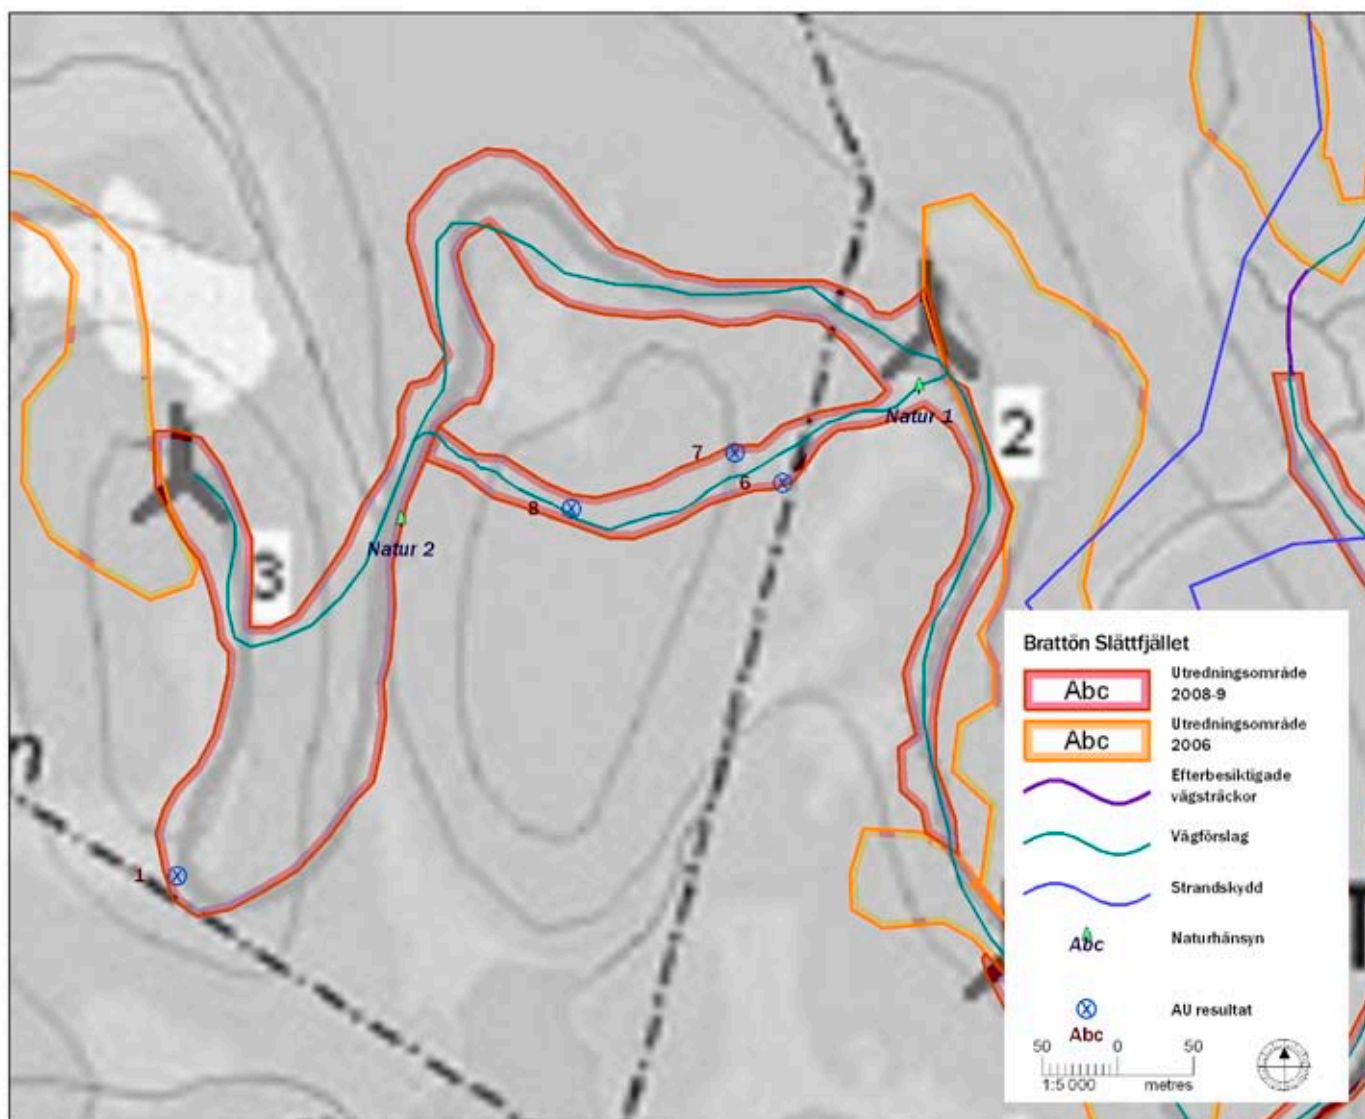 Natur 1
2
7
6
8
Natur 2
3
1
Brattön Slättfjället
Abc
Utredningsområde
2008-9
Abc
Utredningsområde
2006
Efterbesiktigade
vägsträckor
Vägförslag
Strandskydd
Abc
Naturhänsyn
AU resultat
Abc
50 0 50
1:5 000 metres